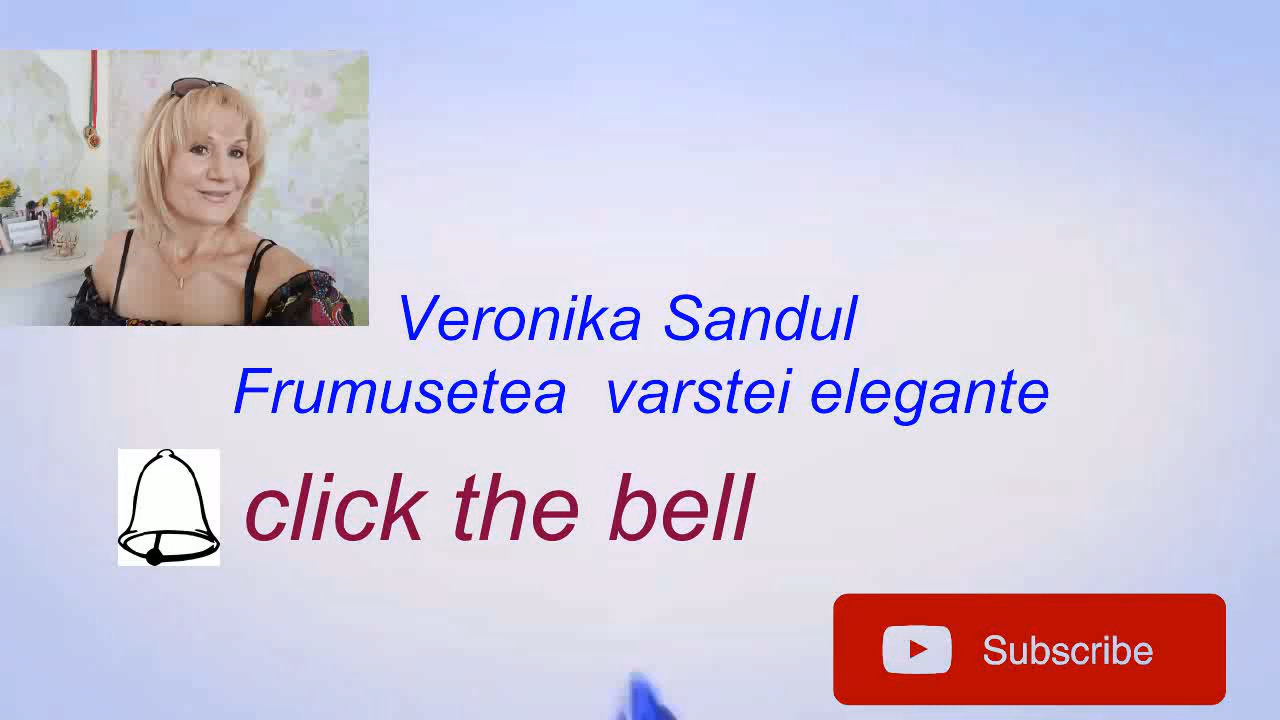 Veronika Sandul
Frumusetea varstei elegante
click the bell
Subscribe